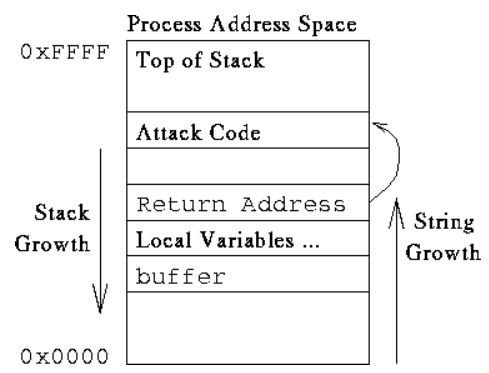 Process Address Space
0xFFFF
Top of Stack
Attack Code
Return Address
Stack
Growth
String
Growth
Local Variables ...
buffer
0x0000